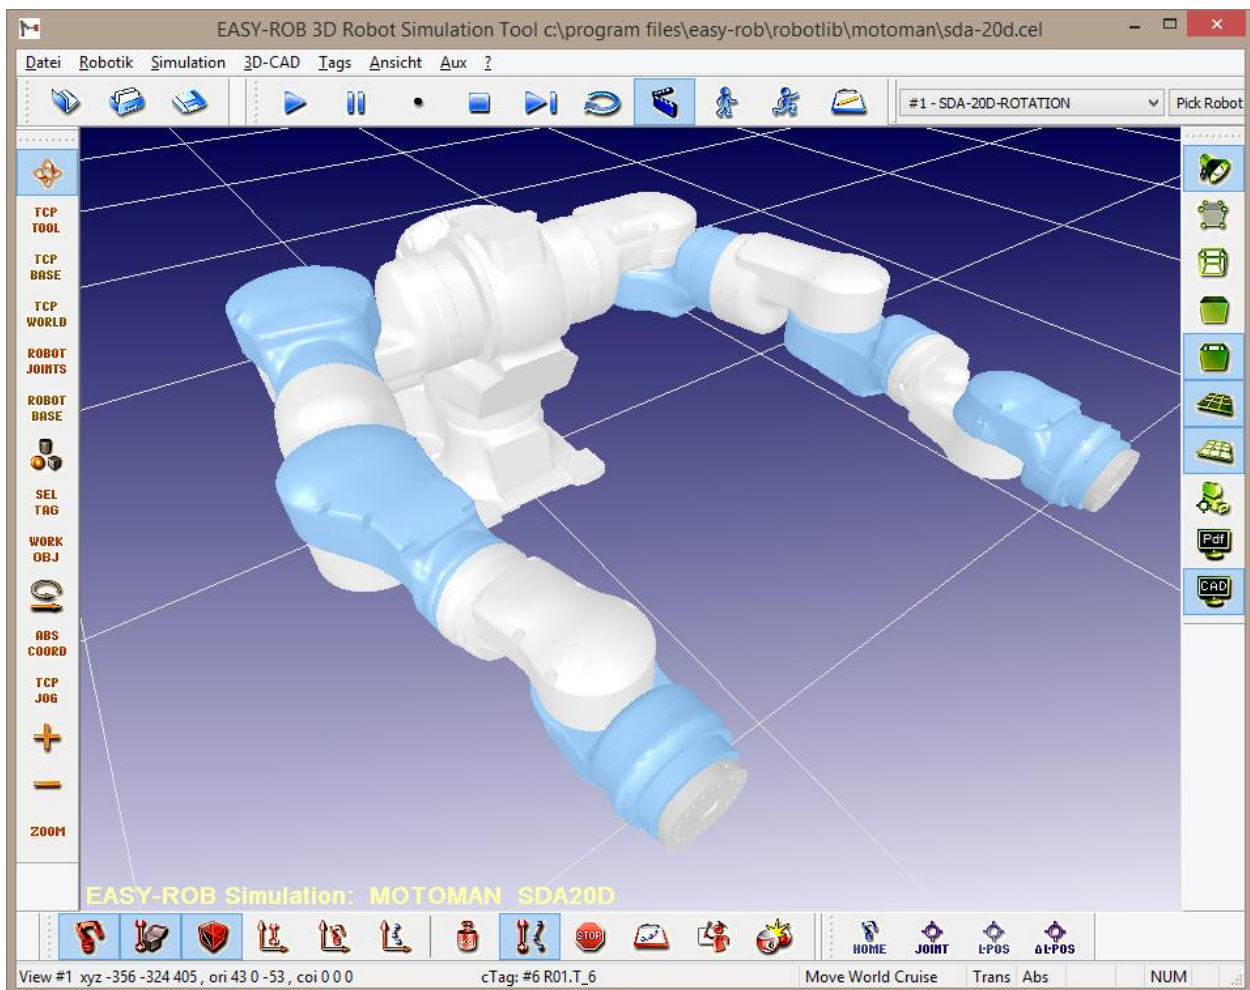 EASY-ROB 3D Robot Simulation Tool c:\program files\easy-rob\robotlib\motoman\sda-20d.cel
Datei Robotik Simulation 3D-CAD Tags Ansicht Aux ?
#1 - SDA-20D-ROTATION Pick Robot
TCP
TOOL
TCP
BASE
TCP
WORLD
ROBOT
JOINTS
ROBOT
BASE
SEL
TAG
WORK
OBJ
ABS
COORD
TCP
JOG
ZOOM
Pdf
CAD
EASY-ROB Simulation: MOTOMAN SDA20D
STOP
HOME JOINT L-POS ΔL-POS
View #1 xyz -356 -324 405 , ori 43 0 -53 , coi 0 0 0 cTag: #6 R01.T_6 Move World Cruise Trans Abs NUM